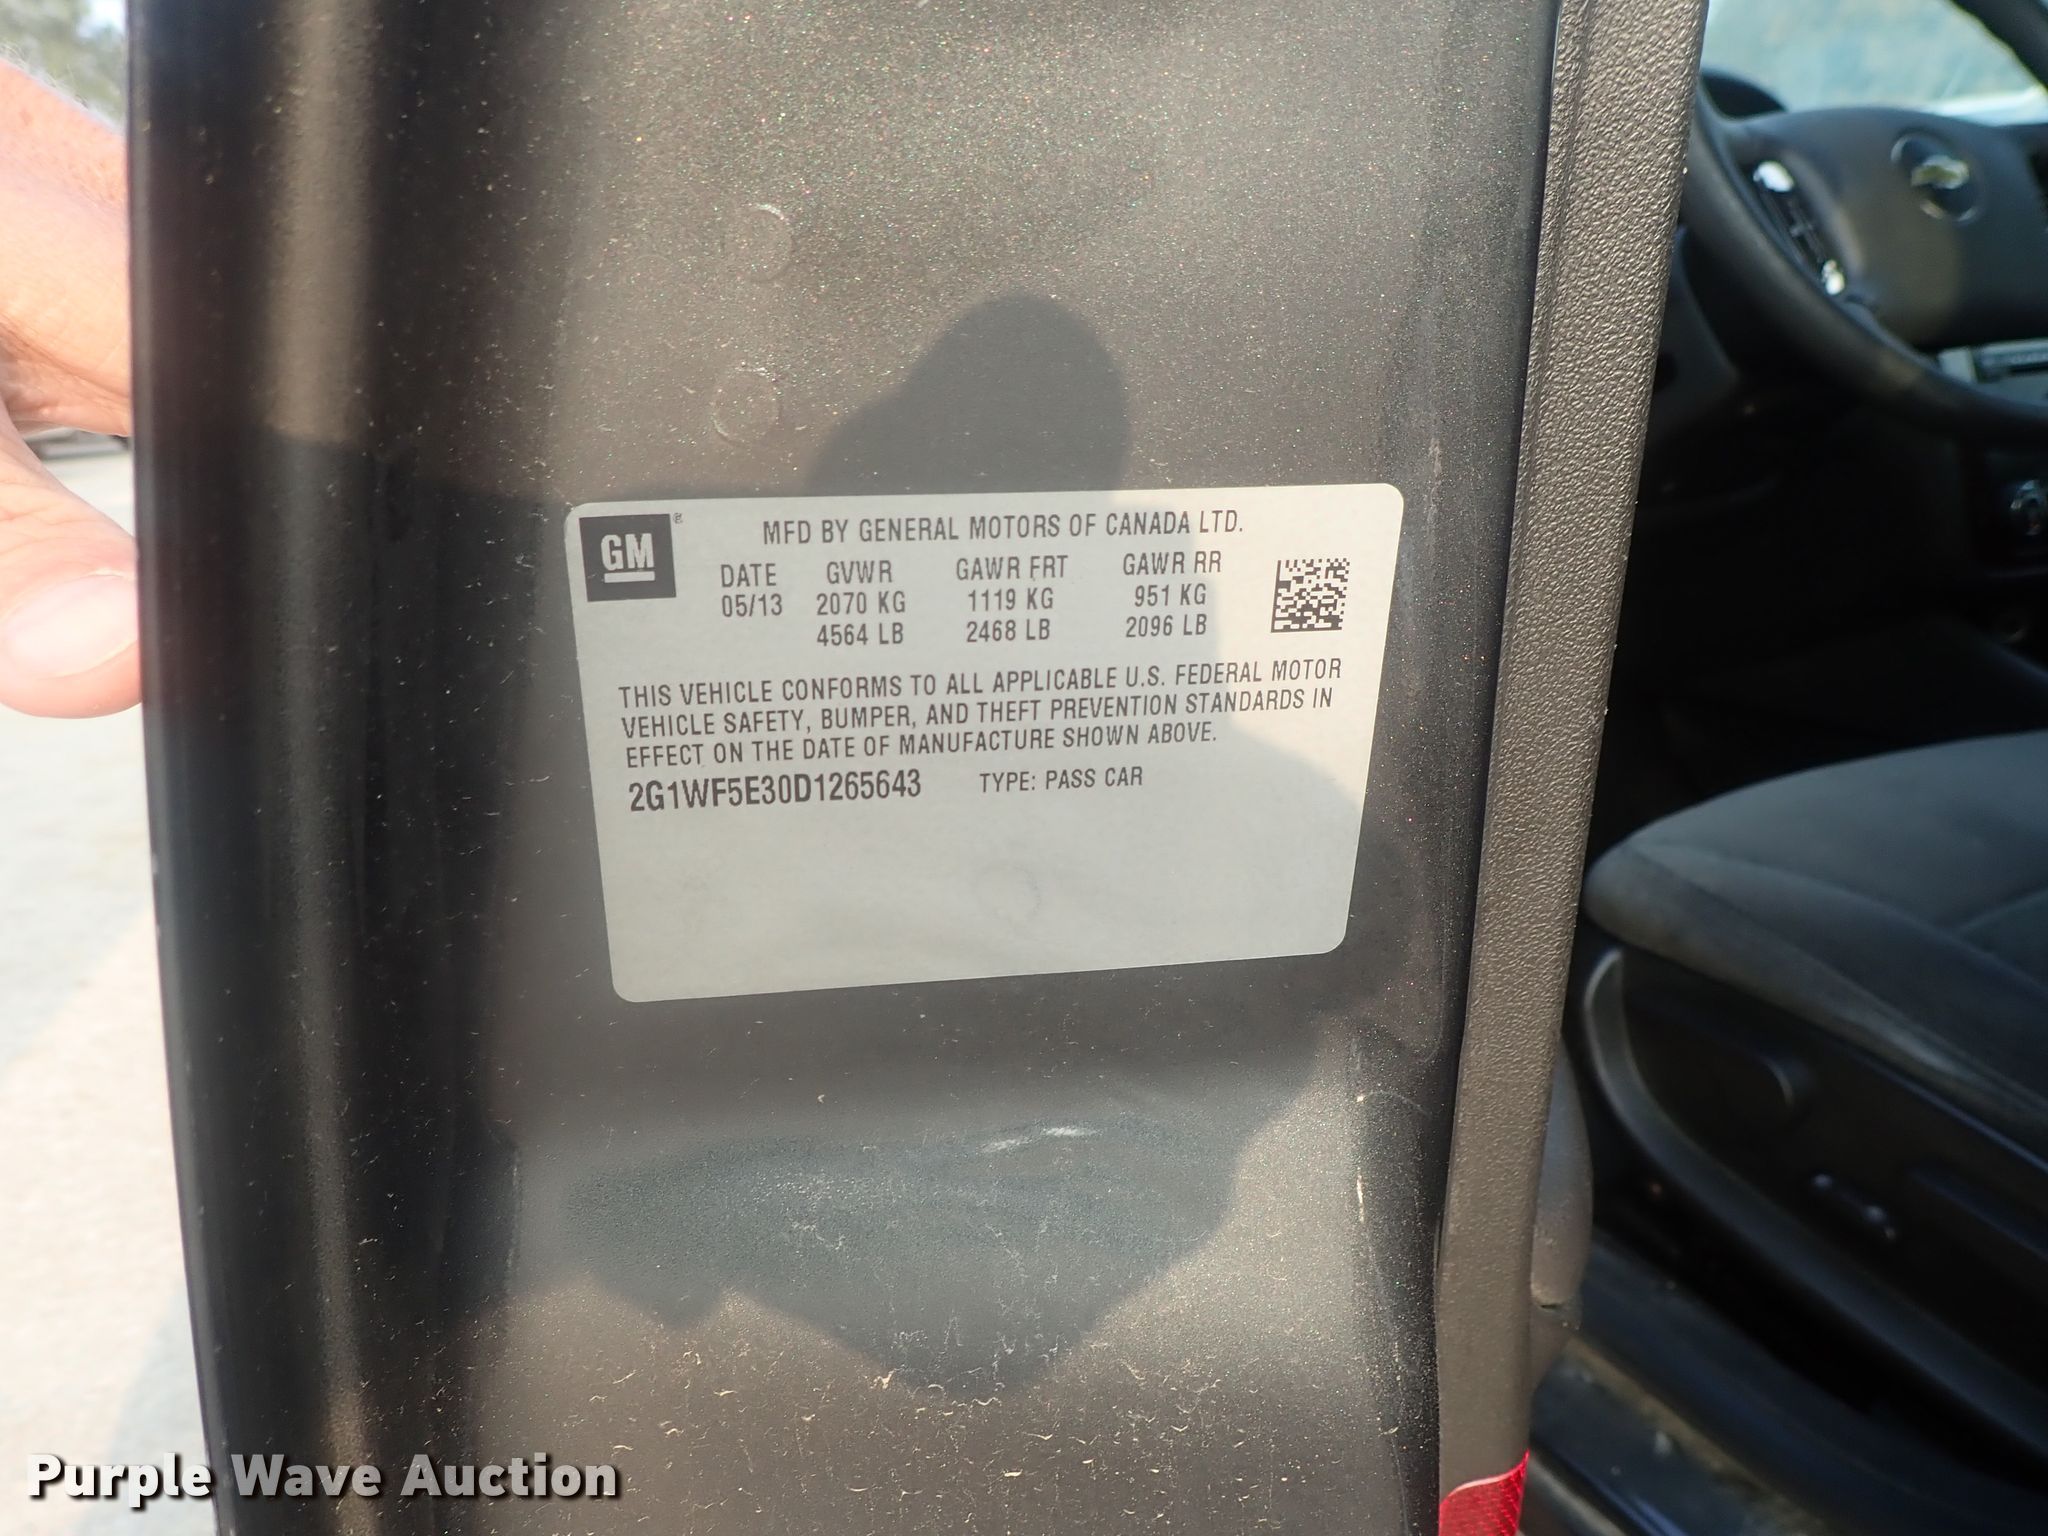 GM®
MFD BY GENERAL MOTORS OF CANADA LTD.
DATE GVWR GAWR FRT GAWR RR
05/13 2070 KG 1119 KG 951 KG
4564 LB 2468 LB 2096 LB
THIS VEHICLE CONFORMS TO ALL APPLICABLE U.S. FEDERAL MOTOR
VEHICLE SAFETY, BUMPER, AND THEFT PREVENTION STANDARDS IN
EFFECT ON THE DATE OF MANUFACTURE SHOWN ABOVE.
2G1WF5E30D1265643 TYPE: PASS CAR
Purple Wave Auction